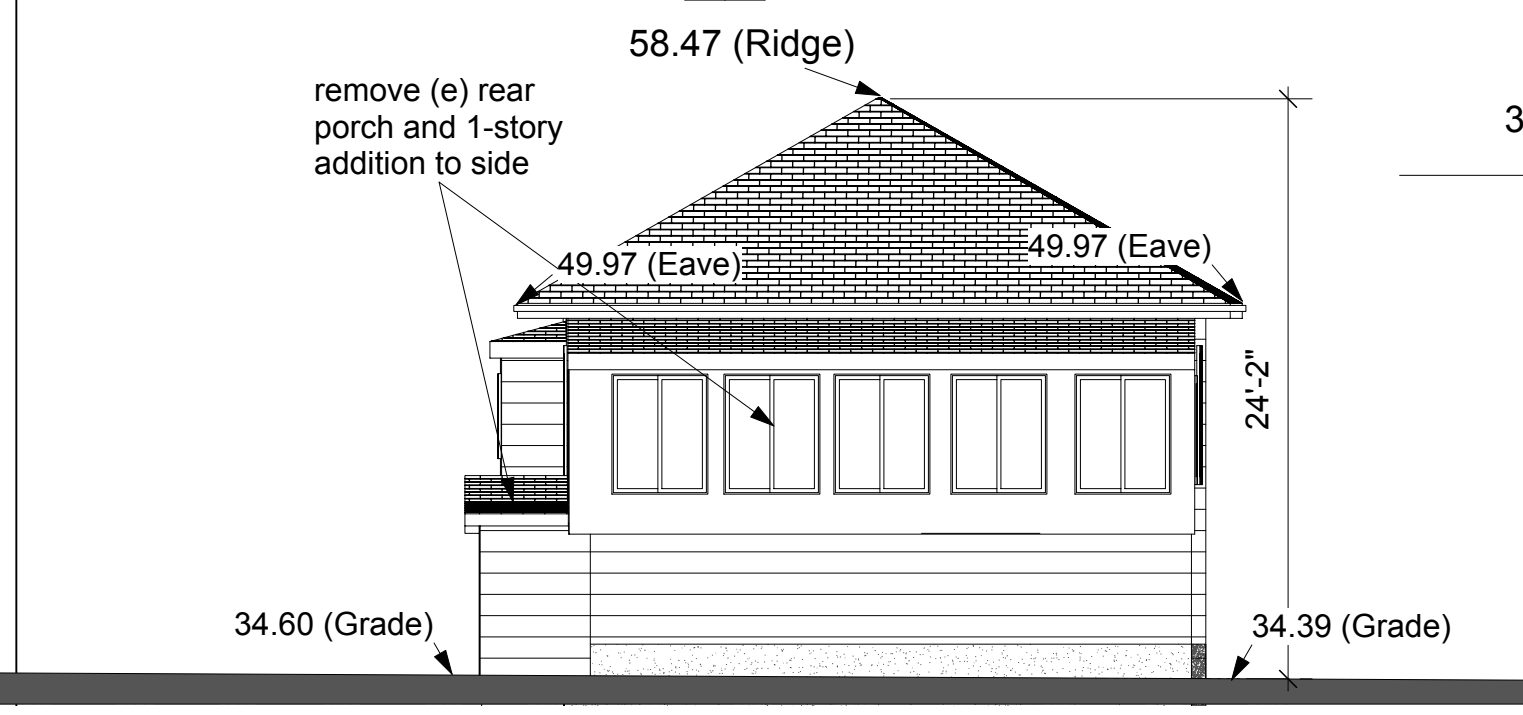 58.47 (Ridge)
remove (e) rear
porch and 1-story
addition to side
3
49.97 (Eave)
49.97 (Eave)
24'-2"
34.60 (Grade)
34.39 (Grade)